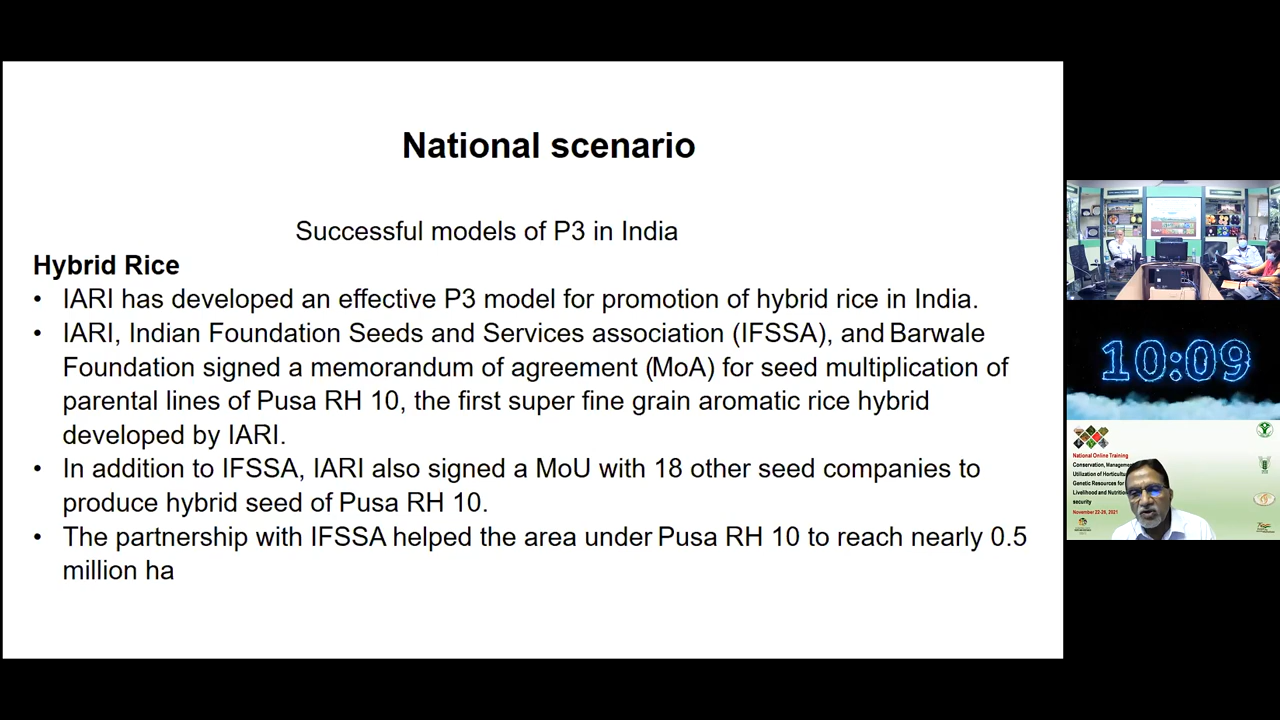 National scenario
Successful models of P3 in India
Hybrid Rice
• IARI has developed an effective P3 model for promotion of hybrid rice in India.
• IARI, Indian Foundation Seeds and Services association (IFSSA), and Barwale
Foundation signed a memorandum of agreement (MoA) for seed multiplication of
parental lines of Pusa RH 10, the first super fine grain aromatic rice hybrid
developed by IARI.
• In addition to IFSSA, IARI also signed a MoU with 18 other seed companies to
produce hybrid seed of Pusa RH 10.
• The partnership with IFSSA helped the area under Pusa RH 10 to reach nearly 0.5
million ha
10:09
National Online Training
Conservation, Managem
Utilization of Horticultu
Genetic Resources for
Livelihood and Nutritio
security
November 22-26, 2021